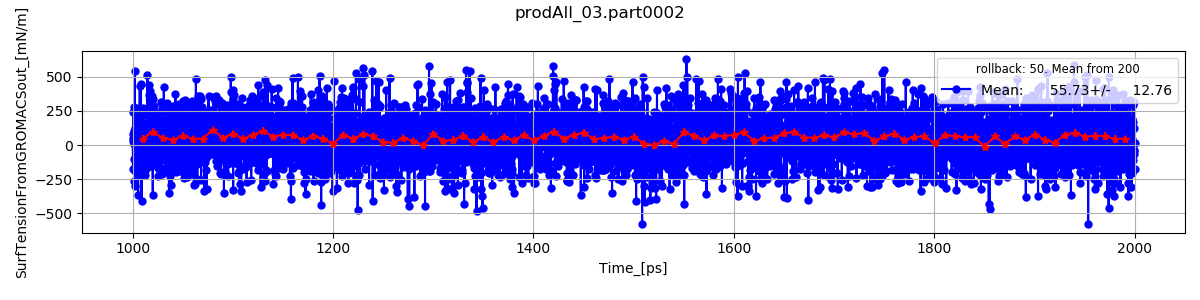 prodAll_03.part0002
SurfTensionFromGROMACSout_[mN/m]
500
250
0
−250
−500
rollback: 50, Mean from 200
Mean: 55.73+/- 12.76
1000
1200
1400
1600
1800
2000
Time_[ps]